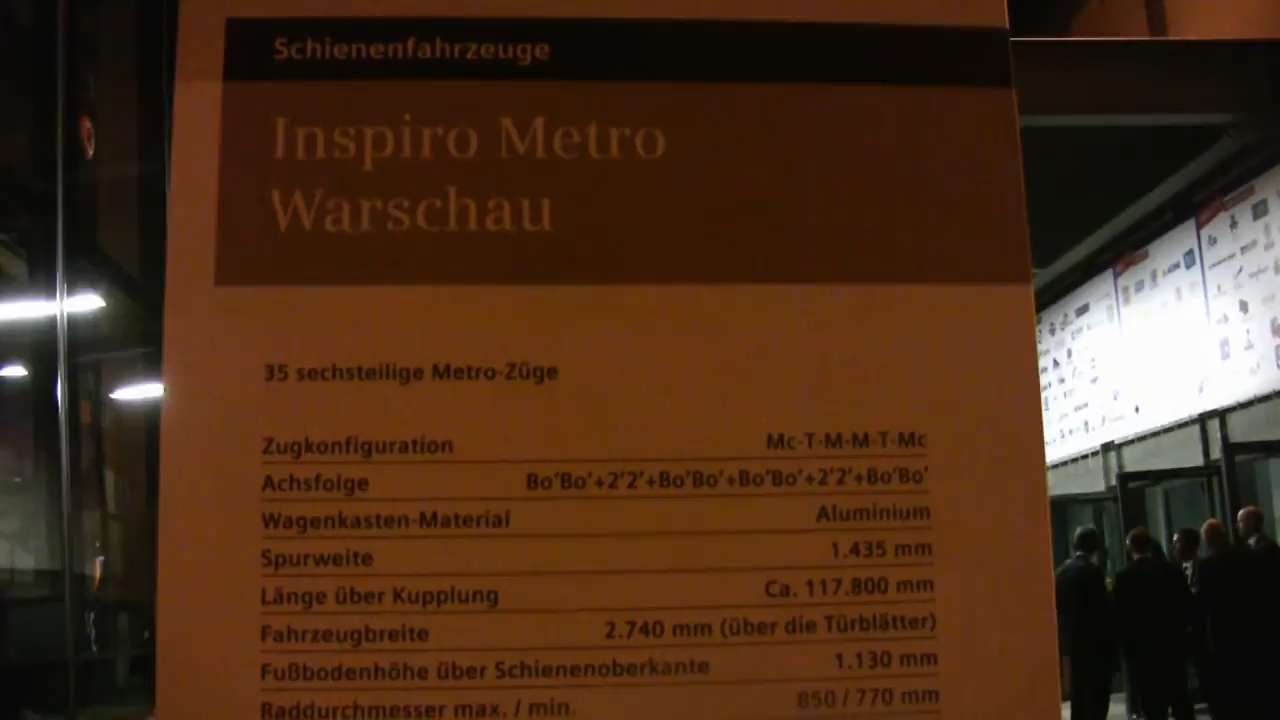 Schienenfahrzeuge
Inspiro Metro
Warschau
35 sechsteilige Metro-Züge
Zugkonfiguration Mc-T-M-M-T-Mc
Achsfolge Bo'Bo'+2'2'+Bo'Bo'+Bo'Bo'+2'2'+Bo'Bo'
Wagenkasten-Material Aluminium
Spurweite 1.435 mm
Länge über Kupplung Ca. 117.800 mm
Fahrzeugbreite 2.740 mm (über die Türblätter)
Fußbodenhöhe über Schienenoberkante 1.130 mm
Raddurchmesser max. / min. 850 / 770 mm